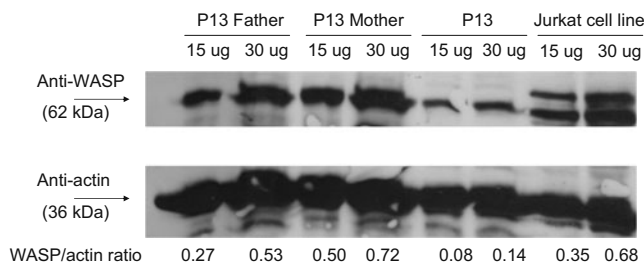 P13 Father P13 Mother P13 Jurkat cell line
15 ug 30 ug 15 ug 30 ug 15 ug 30 ug 15 ug 30 ug
Anti-WASP
(62 kDa)
Anti-actin
(36 kDa)
WASP/actin ratio 0.27 0.53 0.50 0.72 0.08 0.14 0.35 0.68